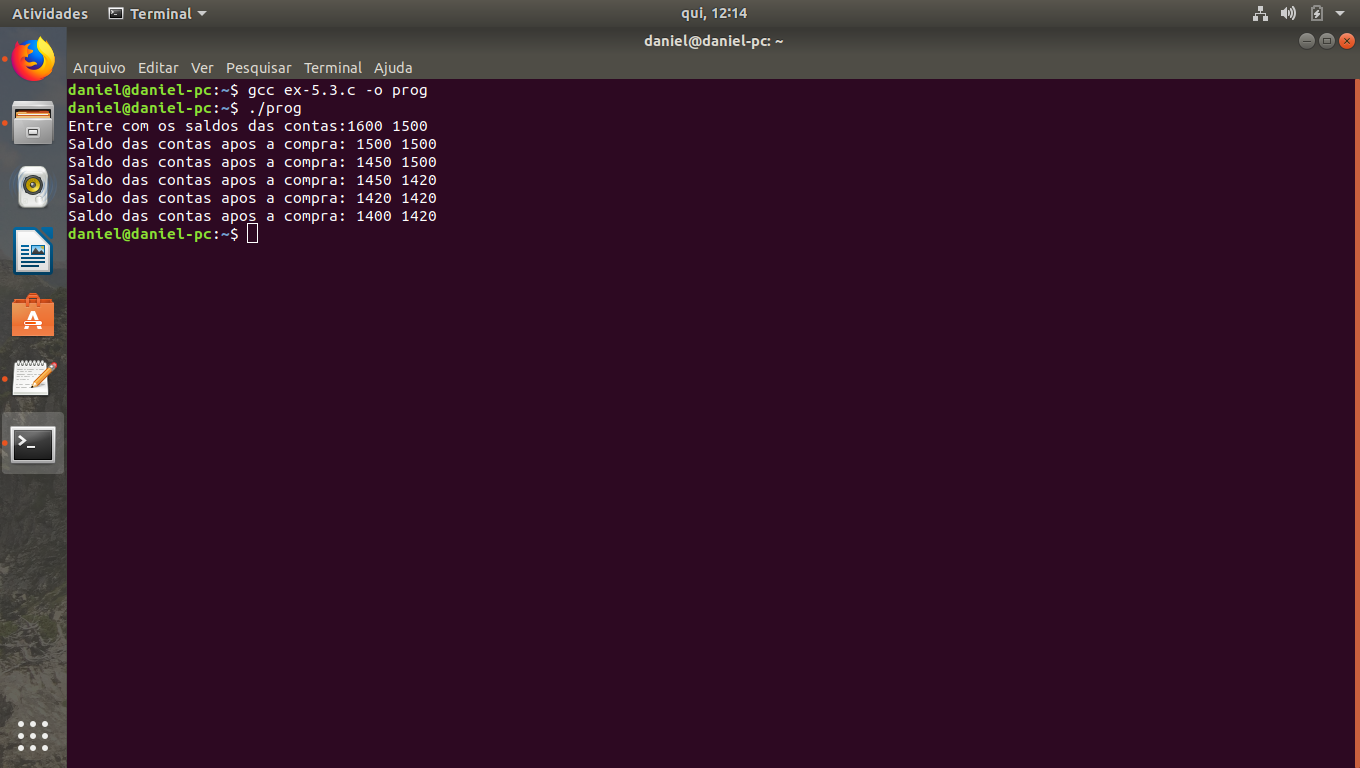 Atividades Terminal qui, 12:14
daniel@daniel-pc: ~
Arquivo Editar Ver Pesquisar Terminal Ajuda
daniel@daniel-pc:~$ gcc ex-5.3.c -o prog
daniel@daniel-pc:~$ ./prog
Entre com os saldos das contas:1600 1500
Saldo das contas apos a compra: 1500 1500
Saldo das contas apos a compra: 1450 1500
Saldo das contas apos a compra: 1450 1420
Saldo das contas apos a compra: 1420 1420
Saldo das contas apos a compra: 1400 1420
daniel@daniel-pc:~$